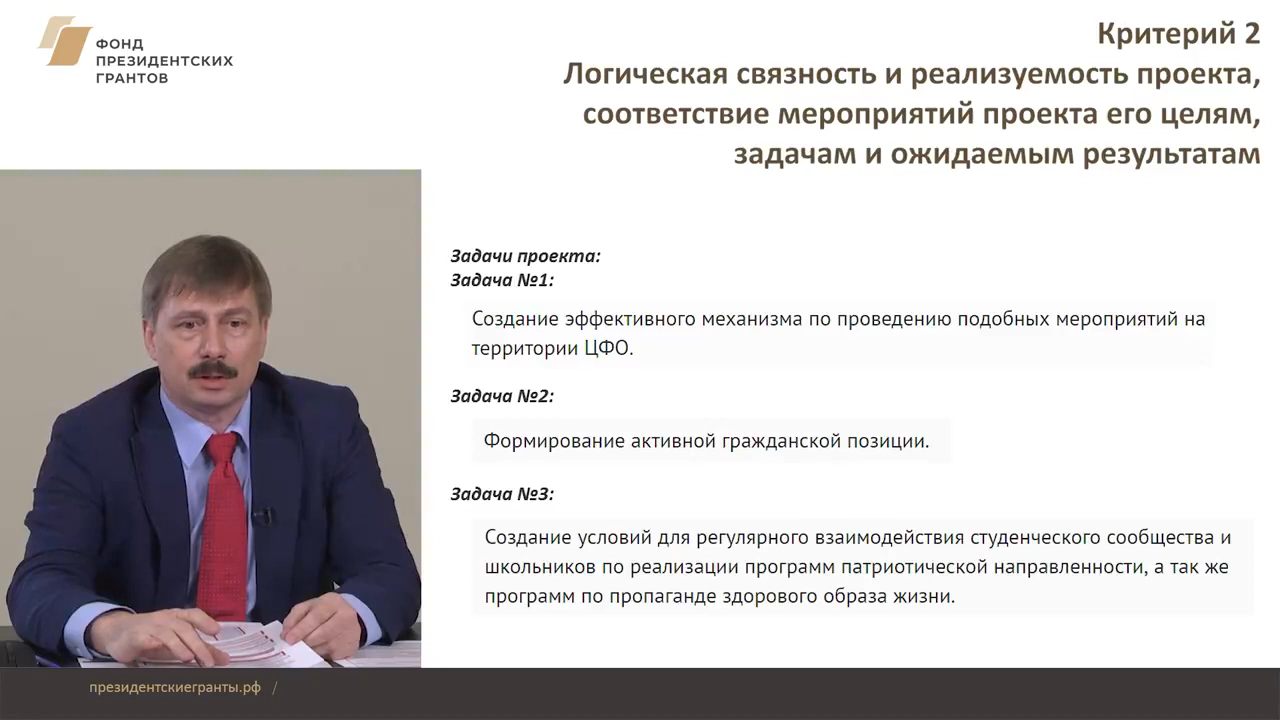 ФОНД
ПРЕЗИДЕНТСКИХ
ГРАНТОВ
Критерий 2
Логическая связность и реализуемость проекта,
соответствие мероприятий проекта его целям,
задачам и ожидаемым результатам
Задачи проекта:
Задача №1:
Создание эффективного механизма по проведению подобных мероприятий на
территории ЦФО.
Задача №2:
Формирование активной гражданской позиции.
Задача №3:
Создание условий для регулярного взаимодействия студенческого сообщества и
школьников по реализации программ патриотической направленности, а так же
программ по пропаганде здорового образа жизни.
президентскиегранты.рф /